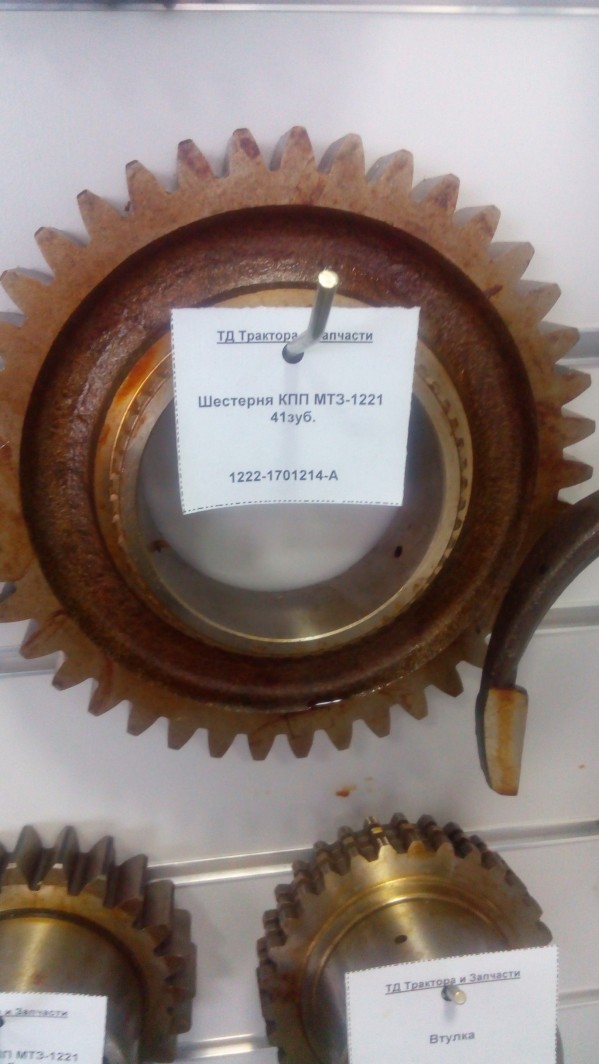 ТД Трактора и Запчасти
Шестерня КПП МТЗ-1221
41зуб.
1222-1701214-А
ТД Трактора и Запчасти
Втулка
и Запчасти
МТЗ-1221